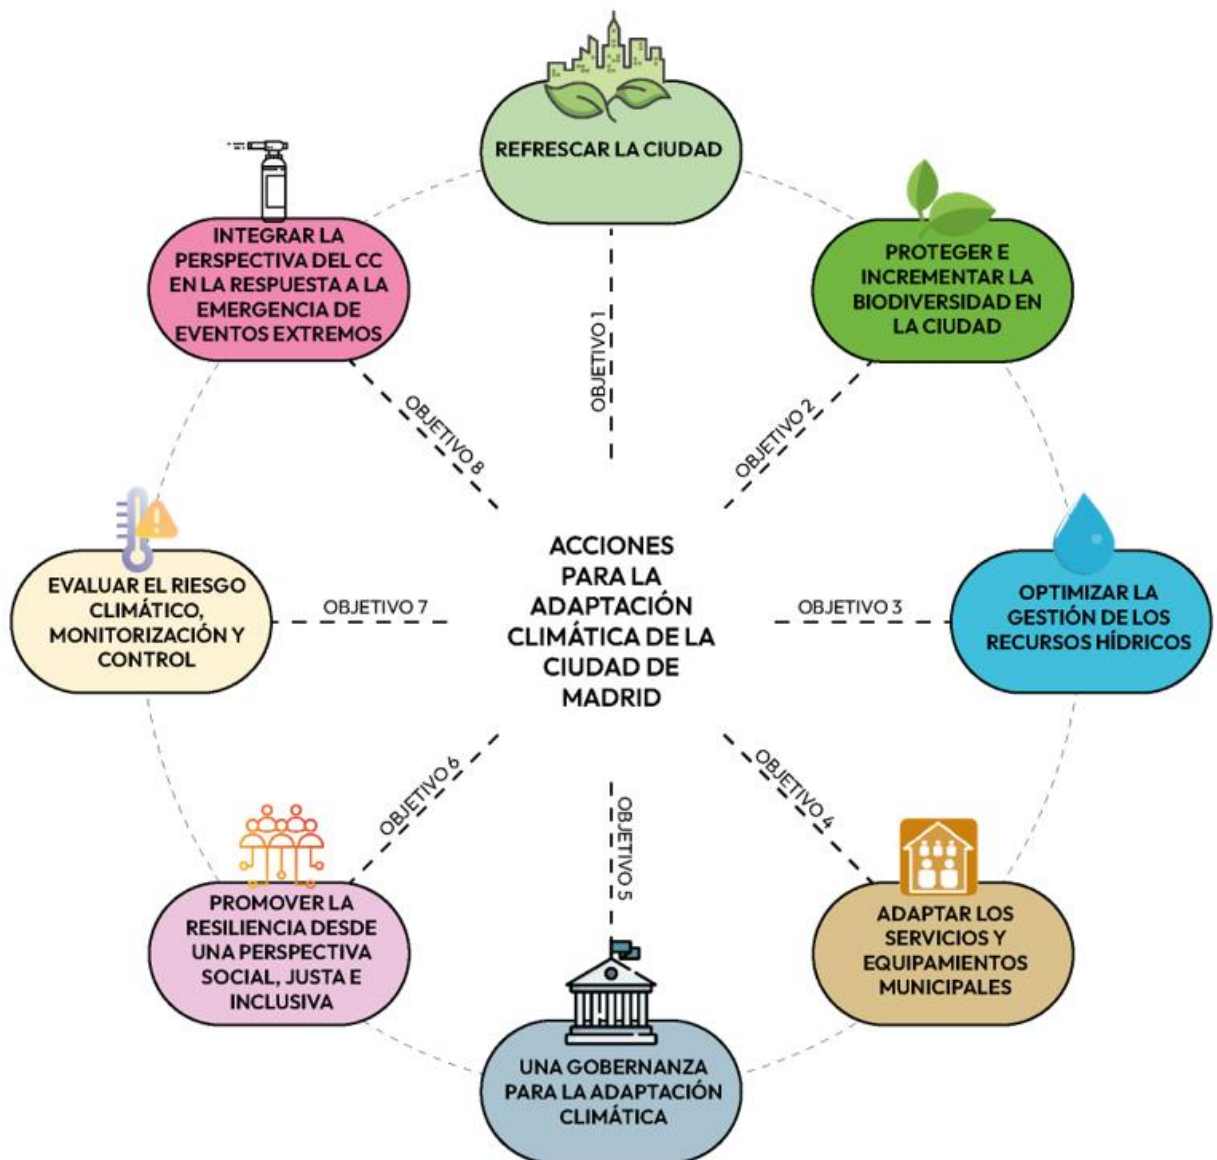 REFRESCAR LA CIUDAD
OBJETIVO 1
PROTEGER E
INCREMENTAR LA
BIODIVERSIDAD EN
LA CIUDAD
OBJETIVO 2
OPTIMIZAR LA
GESTIÓN DE LOS
RECURSOS HÍDRICOS
OBJETIVO 3
ADAPTAR LOS
SERVICIOS Y
EQUIPAMIENTOS
MUNICIPALES
OBJETIVO 4
UNA GOBERNANZA
PARA LA ADAPTACIÓN
CLIMÁTICA
OBJETIVO 5
PROMOVER LA
RESILIENCIA DESDE
UNA PERSPECTIVA
SOCIAL, JUSTA E
INCLUSIVA
OBJETIVO 6
EVALUAR EL RIESGO
CLIMÁTICO,
MONITORIZACIÓN Y
CONTROL
OBJETIVO 7
INTEGRAR LA
PERSPECTIVA DEL CC
EN LA RESPUESTA A LA
EMERGENCIA DE
EVENTOS EXTREMOS
OBJETIVO 8
ACCIONES
PARA LA
ADAPTACIÓN
CLIMÁTICA DE LA
CIUDAD DE
MADRID